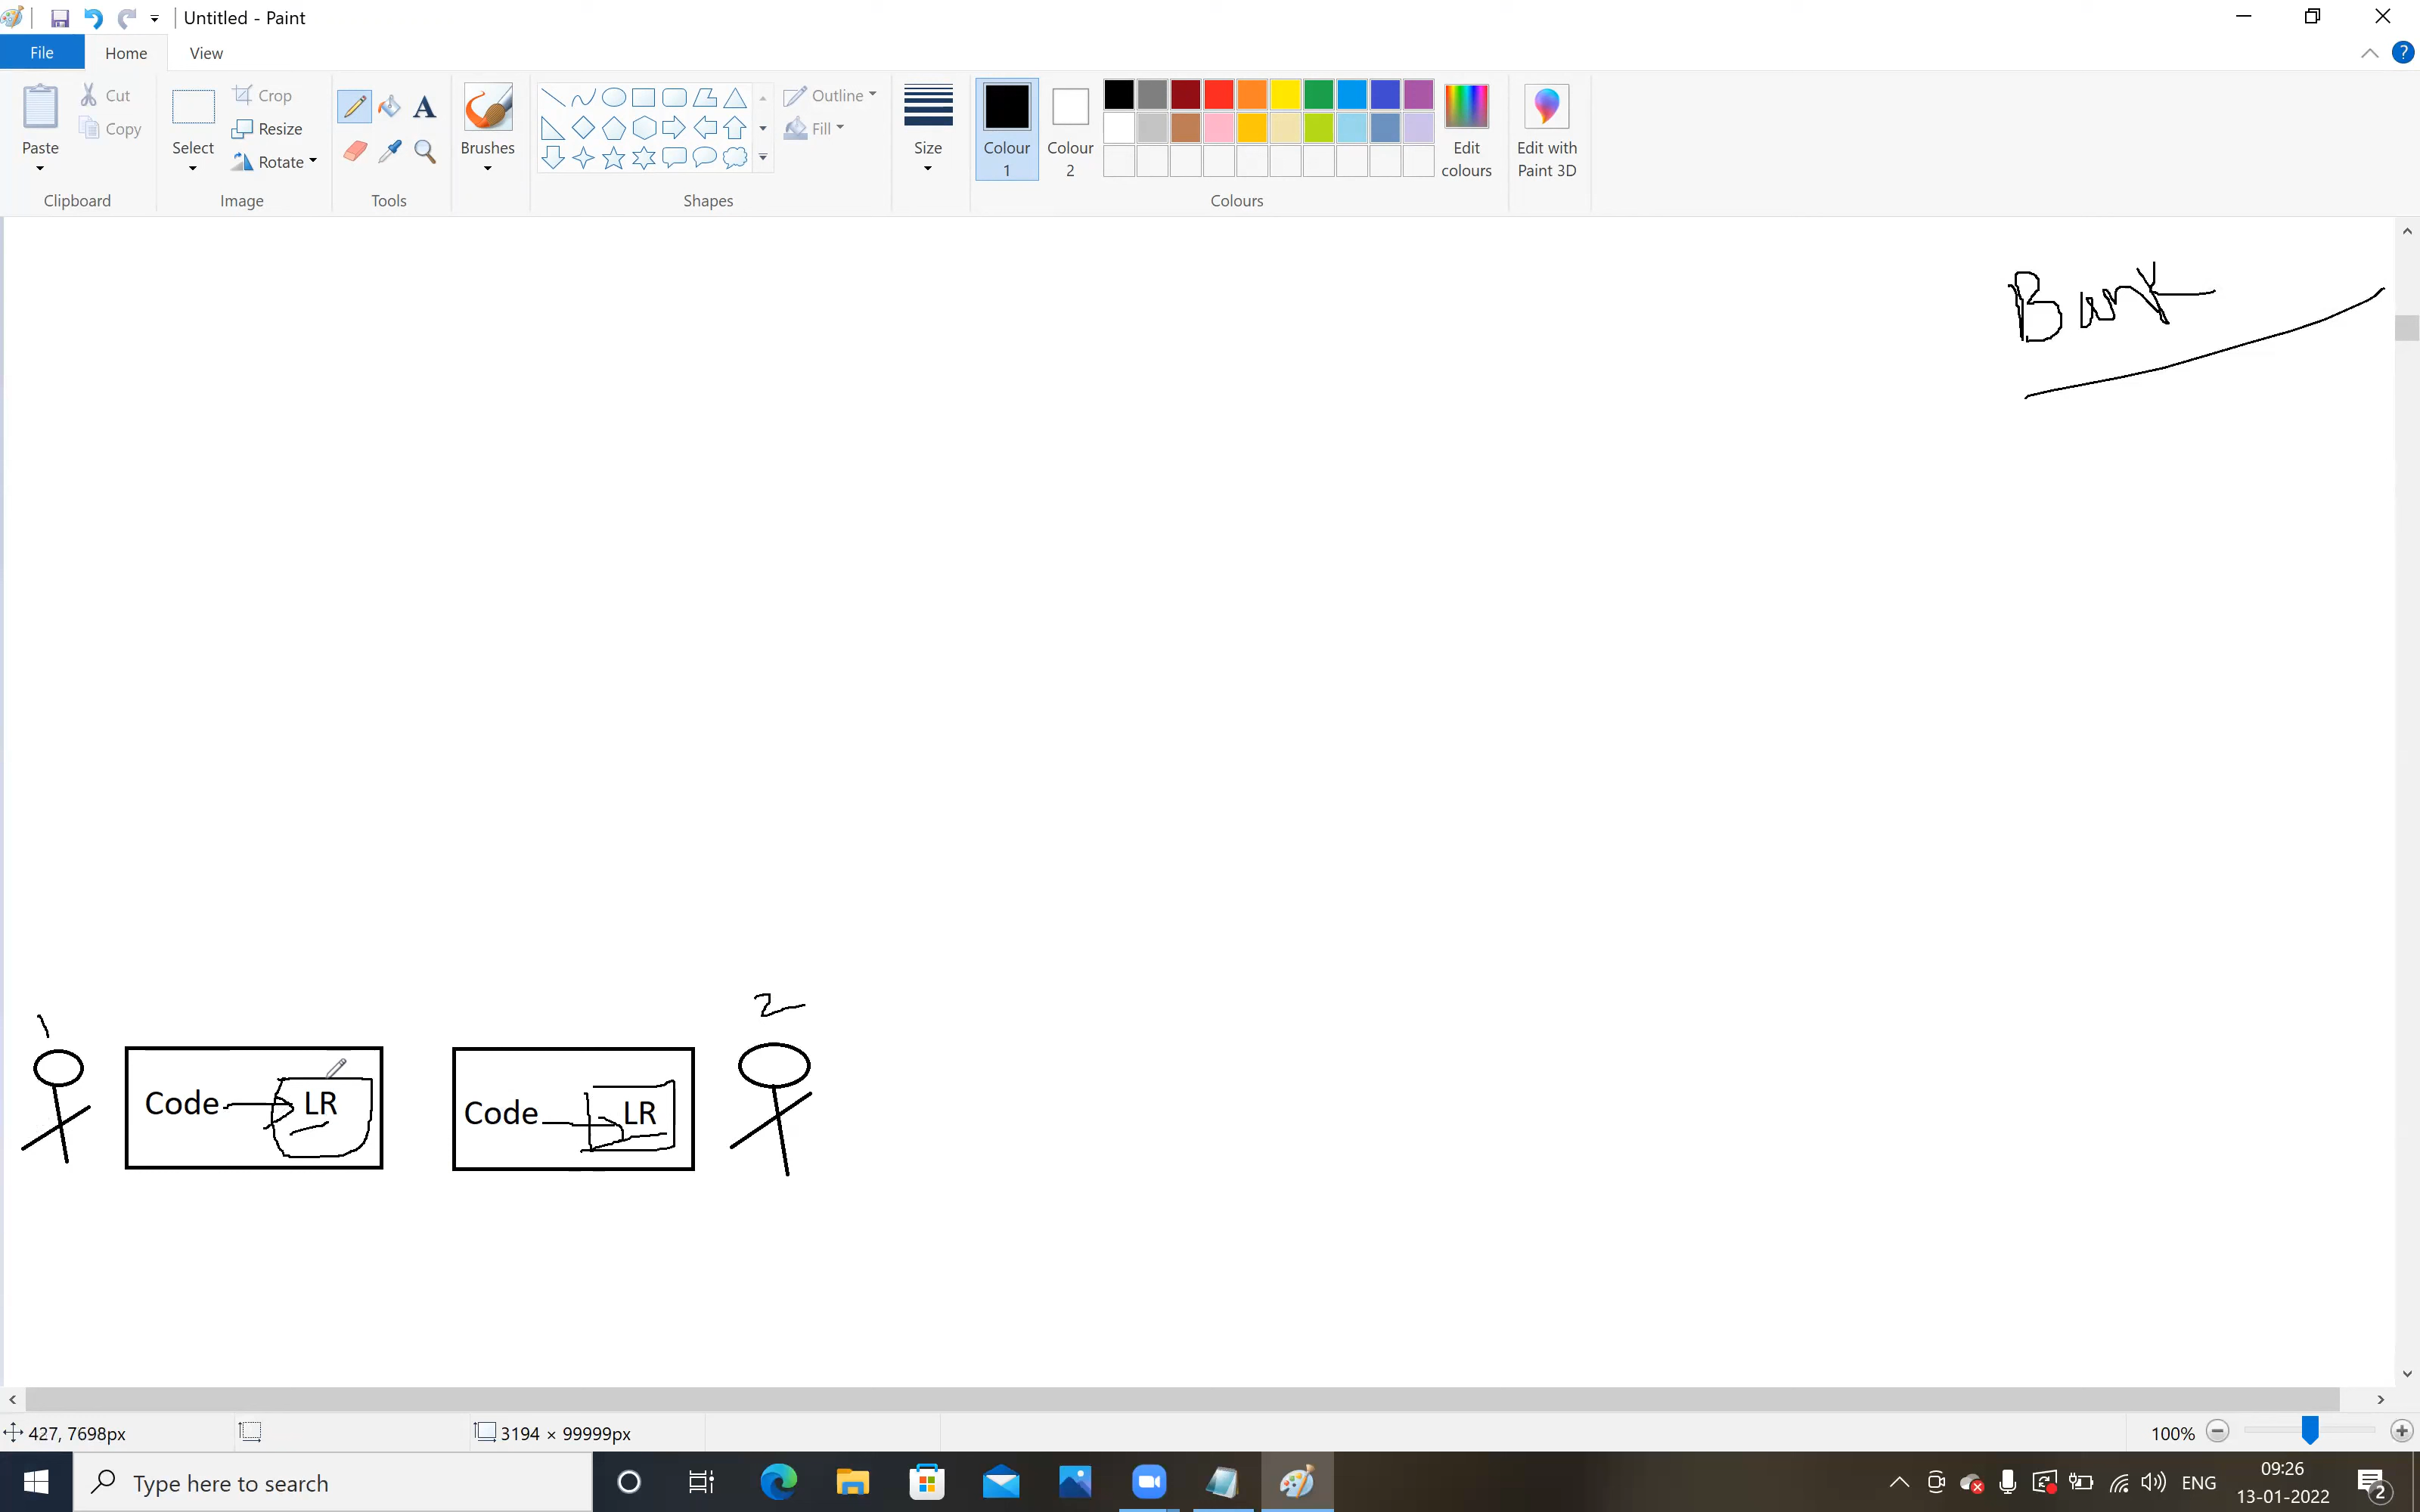 Untitled - Paint
File Home View
Paste
Cut
Copy
Clipboard
Select
Crop
Resize
Rotate
Image
Tools
Brushes
Shapes
Outline
Fill
Size
Colour 1
Colour 2
Colours
Edit colours
Edit with Paint 3D
Bank
1
2
Code LR
Code LR
427, 7698px
3194 × 99999px
100%
Type here to search
ENG
09:26
13-01-2022
2